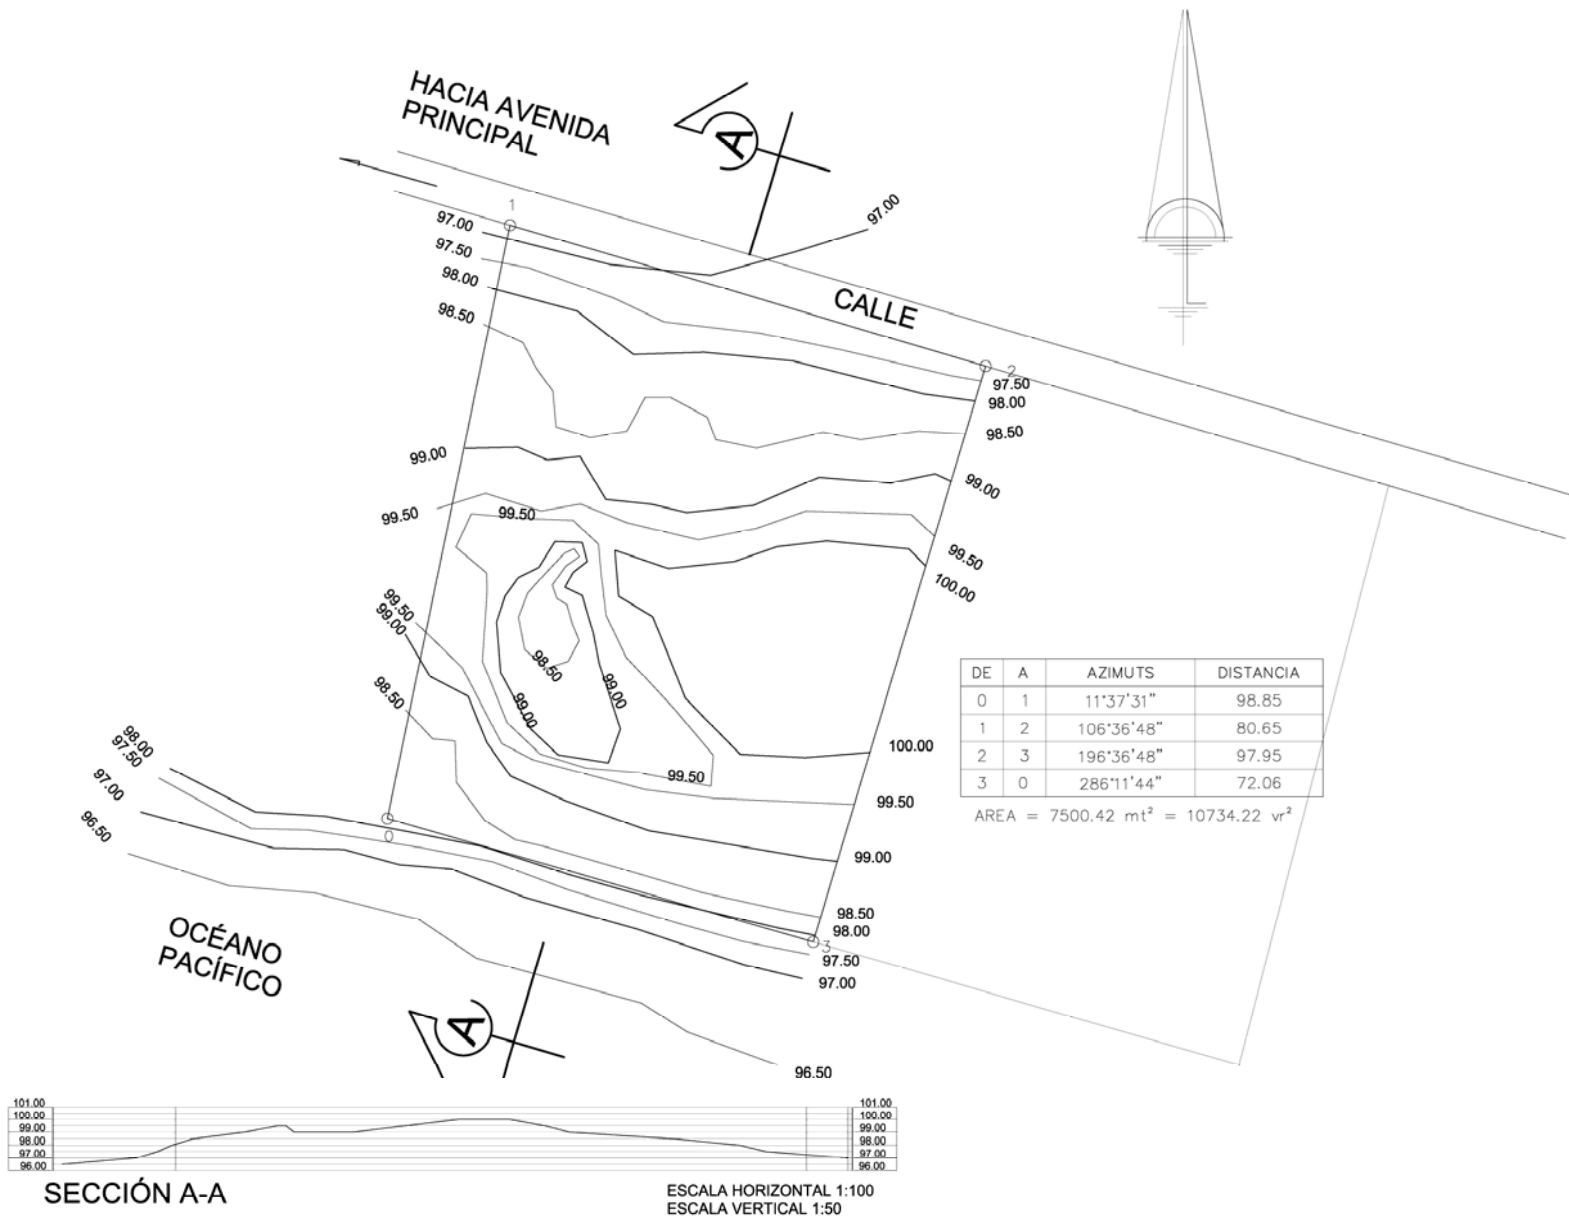 HACIA AVENIDA
PRINCIPAL
A
97.00
1
97.00
97.50
98.00
98.50
CALLE
2
97.50
98.00
98.50
99.00
99.00
99.50
99.50
99.50
100.00
99.50
99.00
98.50
98.50
99.00
99.00
99.50
100.00
99.50
99.00
98.50
98.00
97.50
97.00
98.00
97.50
97.00
96.50
0
3
96.50
DE A AZIMUTS DISTANCIA
0 1 11°37'31" 98.85
1 2 106°36'48" 80.65
2 3 196°36'48" 97.95
3 0 286°11'44" 72.06
AREA = 7500.42 mt² = 10734.22 vr²
OCÉANO
PACÍFICO
A
101.00 101.00
100.00 100.00
99.00 99.00
98.00 98.00
97.00 97.00
96.00 96.00
SECCIÓN A-A
ESCALA HORIZONTAL 1:100
ESCALA VERTICAL 1:50